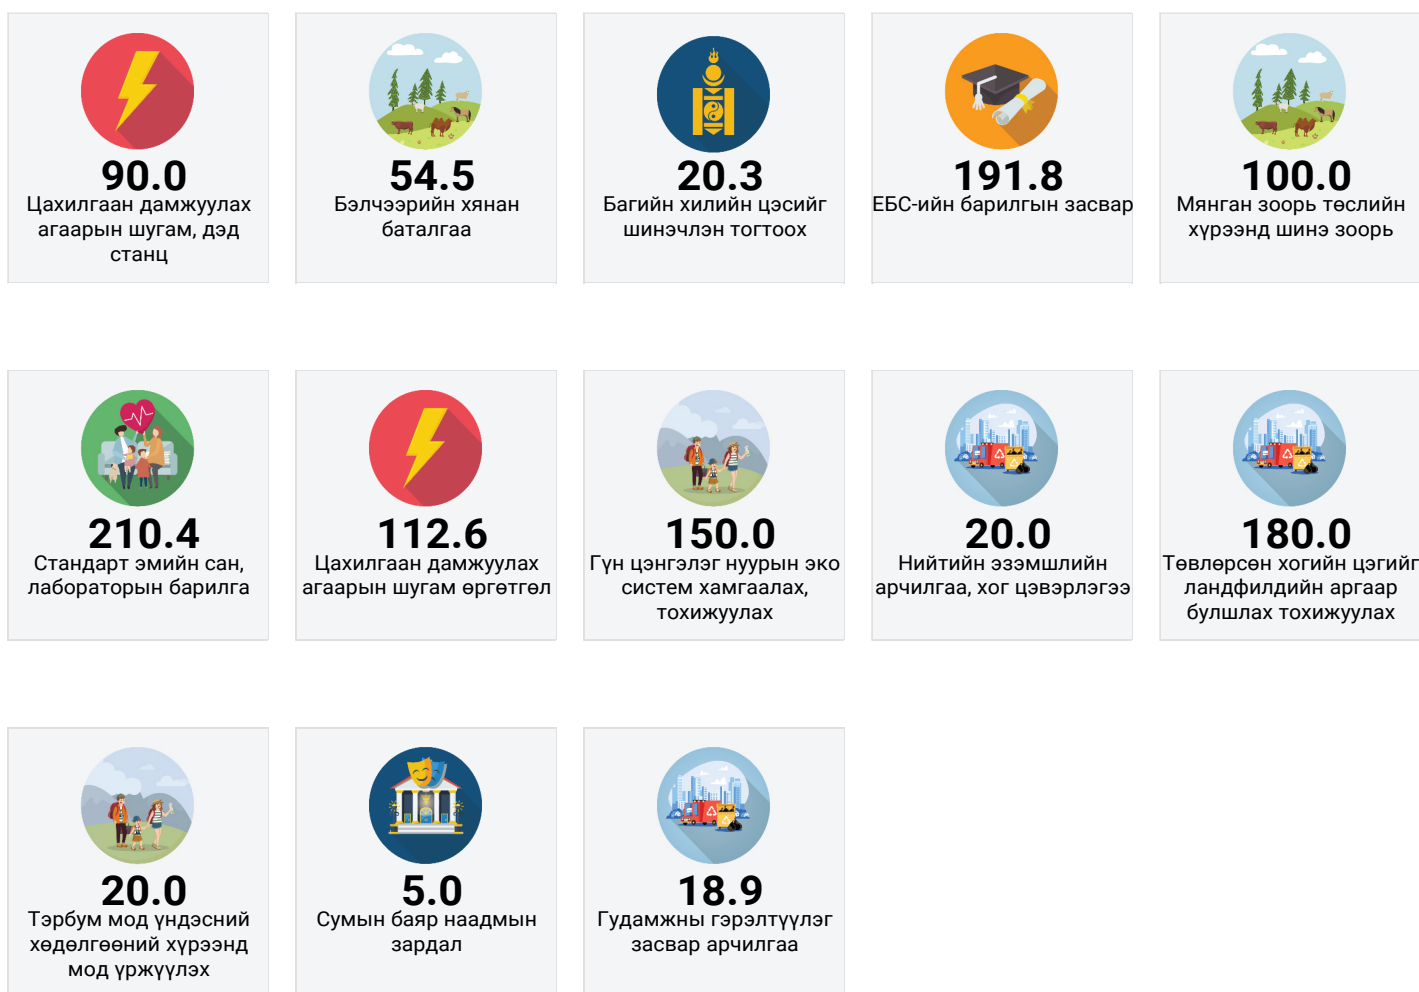 90.0
Цахилгаан дамжуулах
агаарын шугам, дэд
станц
54.5
Бэлчээрийн хянан
баталгаа
20.3
Багийн хилийн цэсийг
шинэчлэн тогтоох
191.8
ЕБС-ийн барилгын засвар
100.0
Мянган зоорь төслийн
хүрээнд шинэ зоорь
210.4
Стандарт эмийн сан,
лабораторын барилга
112.6
Цахилгаан дамжуулах
агаарын шугам өргөтгөл
150.0
Гүн цэнгэлэг нуурын эко
систем хамгаалах,
тохижуулах
20.0
Нийтийн эзэмшлийн
арчилгаа, хог цэвэрлэгээ
180.0
Төвлөрсөн хогийн цэгийг
ландфилдийн аргаар
булшлах тохижуулах
20.0
Тэрбум мод үндэсний
хөдөлгөөний хүрээнд
мод үржүүлэх
5.0
Сумын баяр наадмын
зардал
18.9
Гудамжны гэрэлтүүлэг
засвар арчилгаа